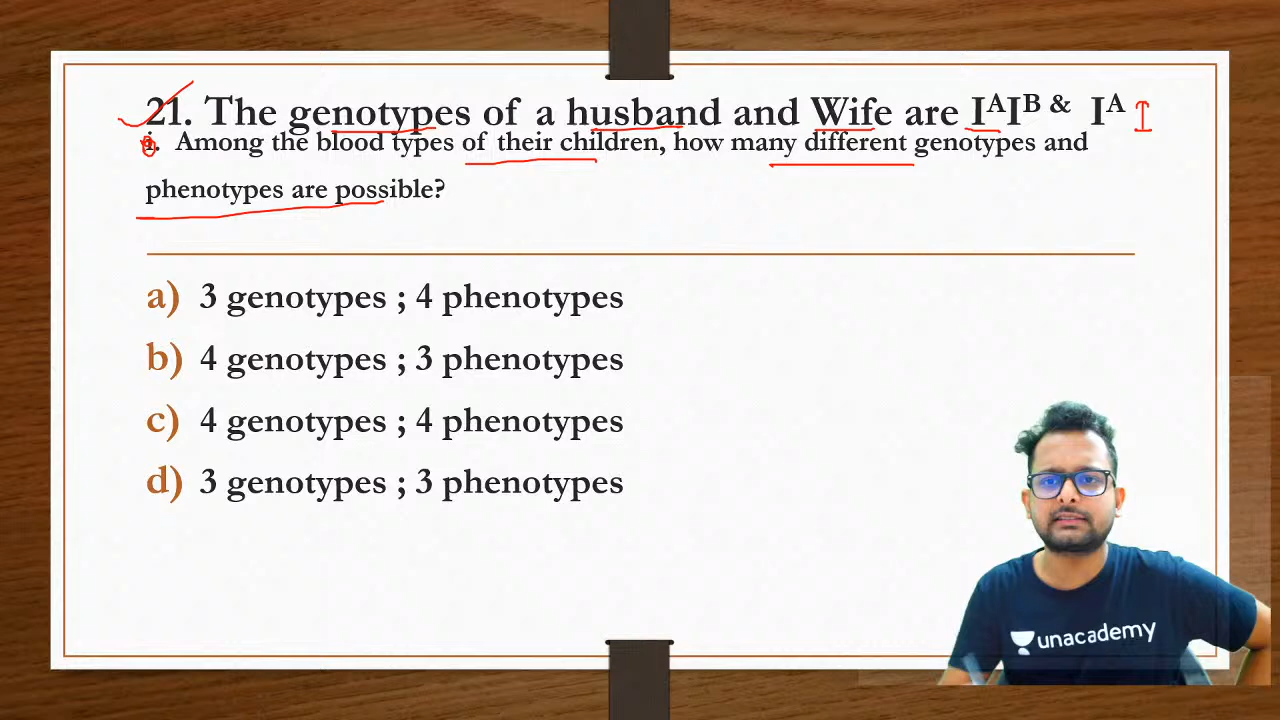 21. The genotypes of a husband and Wife are IᴬIᴮ & Iᴬ I
i. Among the blood types of their children, how many different genotypes and
phenotypes are possible?
a) 3 genotypes ; 4 phenotypes
b) 4 genotypes ; 3 phenotypes
c) 4 genotypes ; 4 phenotypes
d) 3 genotypes ; 3 phenotypes
unacademy